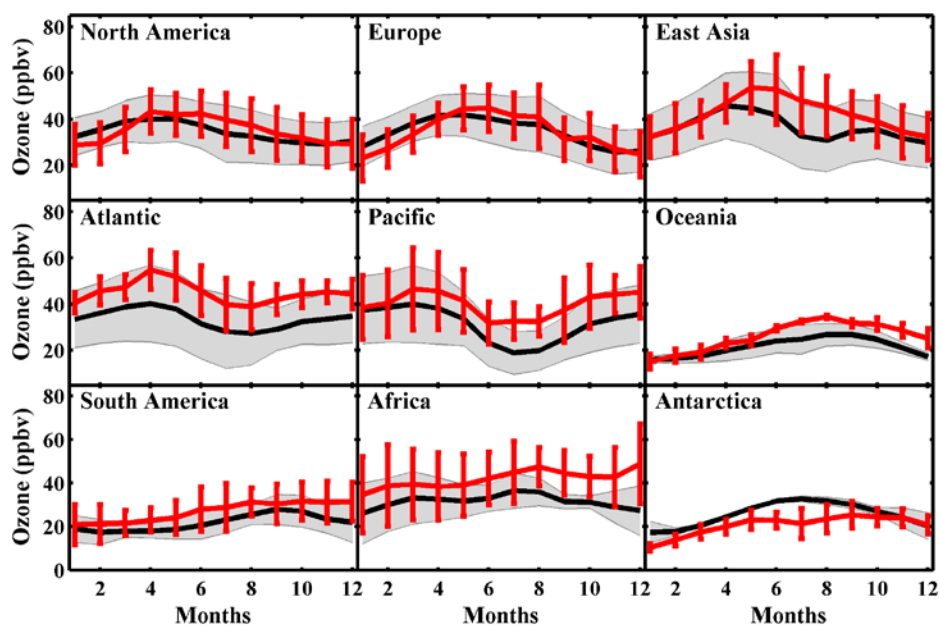 North America Europe East Asia
Ozone (ppbv)
80
60
40
20
Atlantic Pacific Oceania
Ozone (ppbv)
80
60
40
20
South America Africa Antarctica
Ozone (ppbv)
80
60
40
20
0
2 4 6 8 10 12 2 4 6 8 10 12 2 4 6 8 10 12
Months Months Months